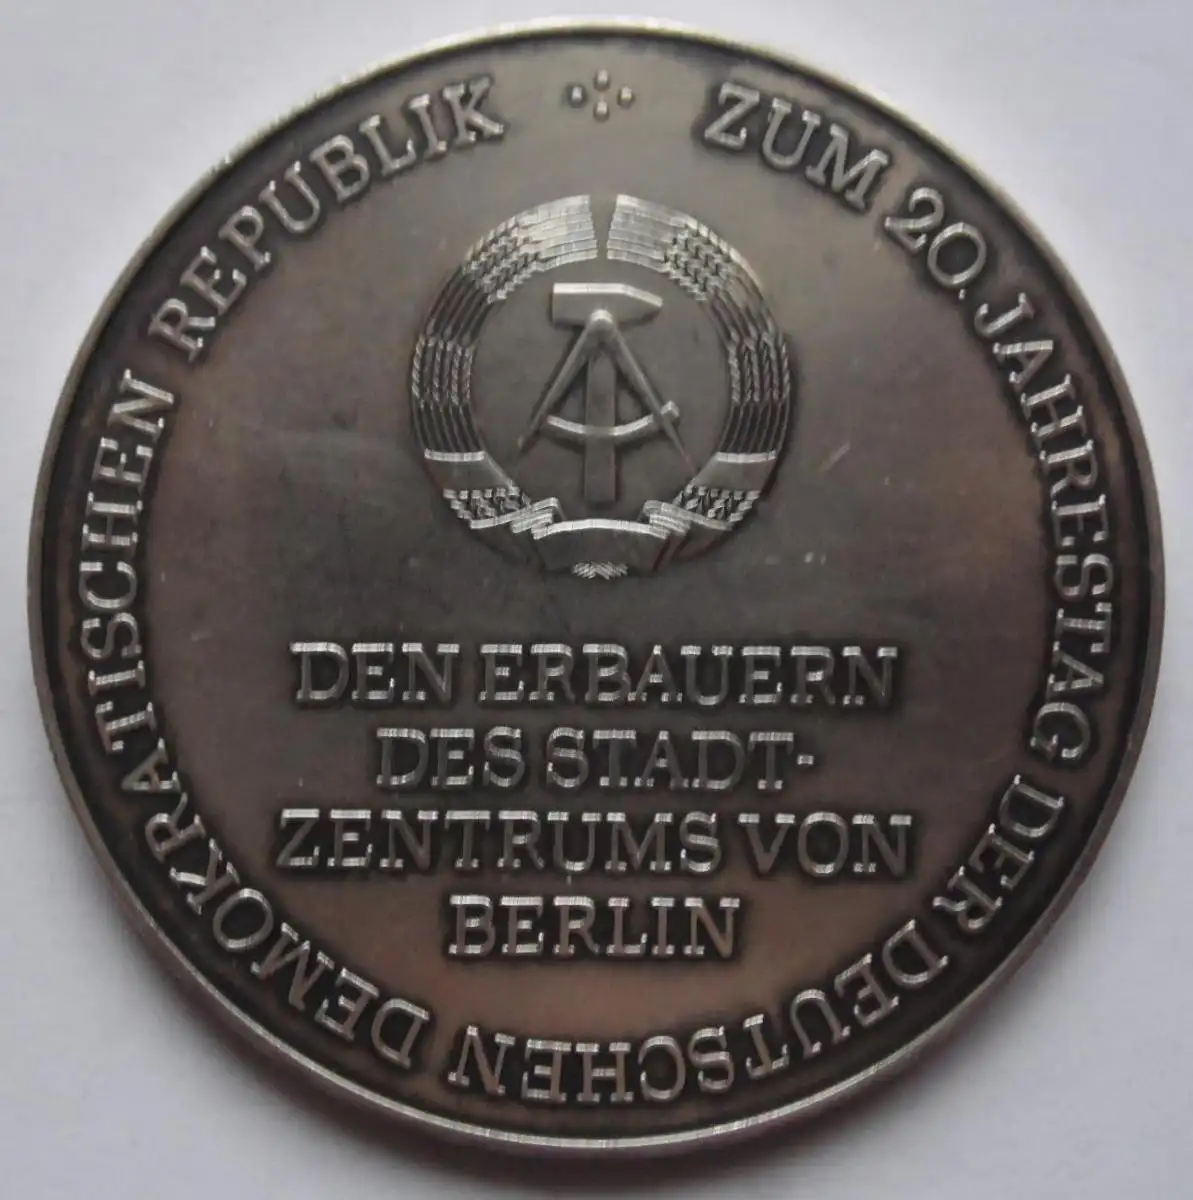 ZUM 20. JAHRESTAG DER DEUTSCHEN DEMOKRATISCHEN REPUBLIK
DEN ERBAUERN
DES STADT-
ZENTRUMS VON
BERLIN